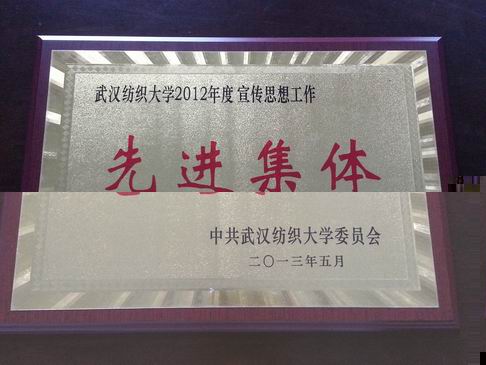 武汉纺织大学2012年度 宣传思想工作
先进集体
中共武汉纺织大学委员会
二〇一三年五月